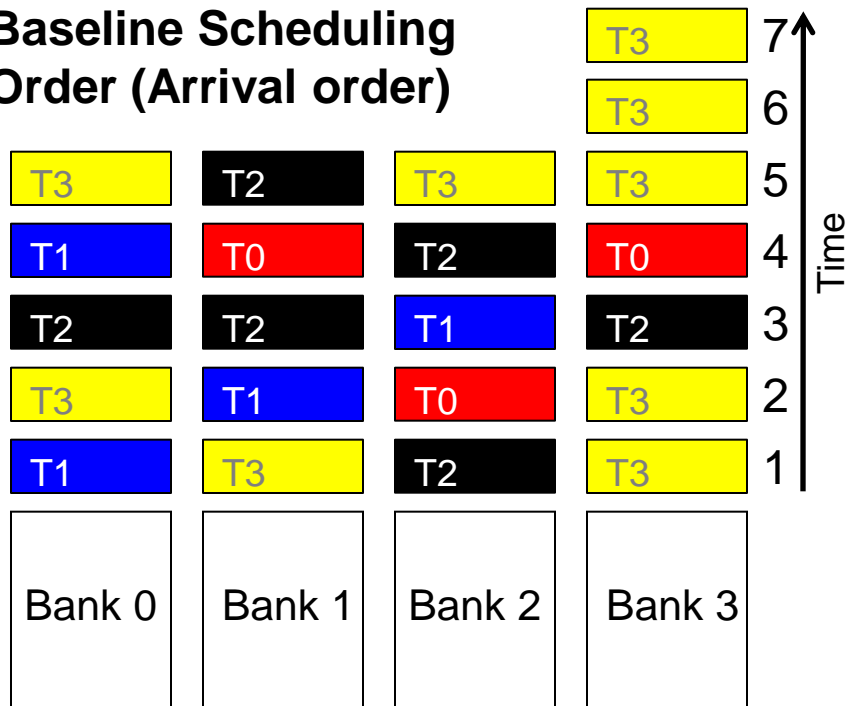 Baseline Scheduling
Order (Arrival order)
T3 7
T3 6
T3 T2 T3 T3 5
T1 T0 T2 T0 4
T2 T2 T1 T2 3
T3 T1 T0 T3 2
T1 T3 T2 T3 1
Time
Bank 0 Bank 1 Bank 2 Bank 3